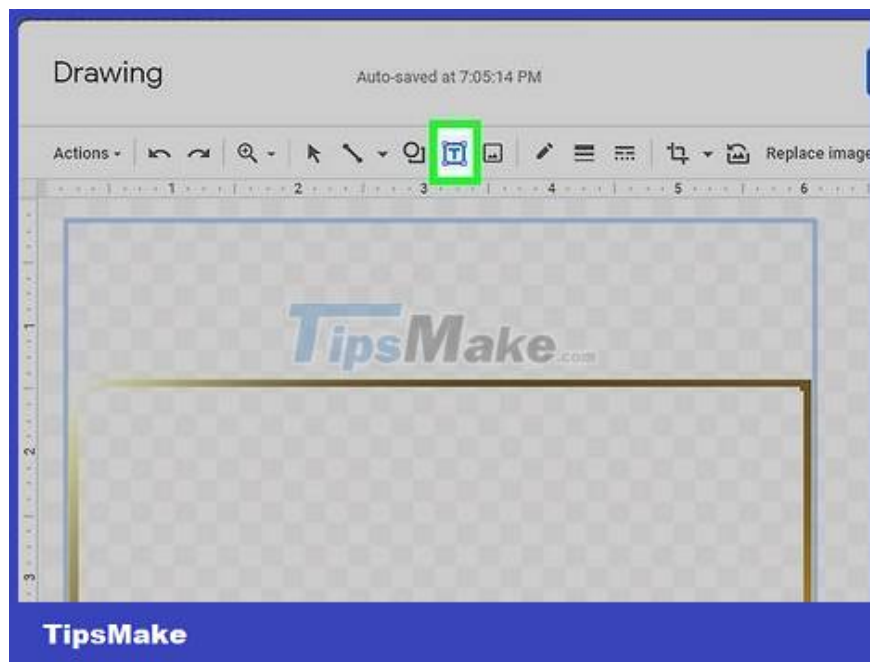 Drawing
Auto-saved at 7:05:14 PM
Actions
T
Replace image
1 2 3 4 5 6
TipsMake.com
1
2
3
TipsMake